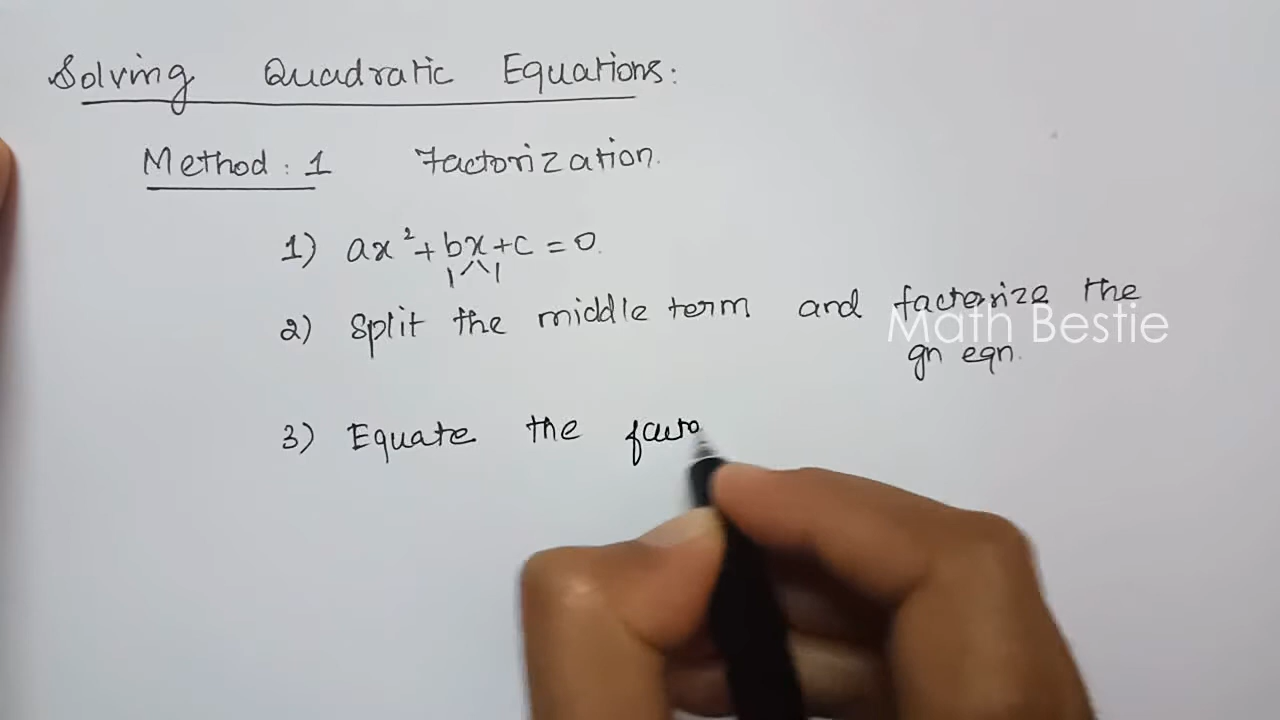 Solving Quadratic Equations:
Method : 1 Factorization.
1) ax²+bx+c = 0.
2) Split the middle term and factorize the
Math Bestie
gn eqn.
3) Equate the facto